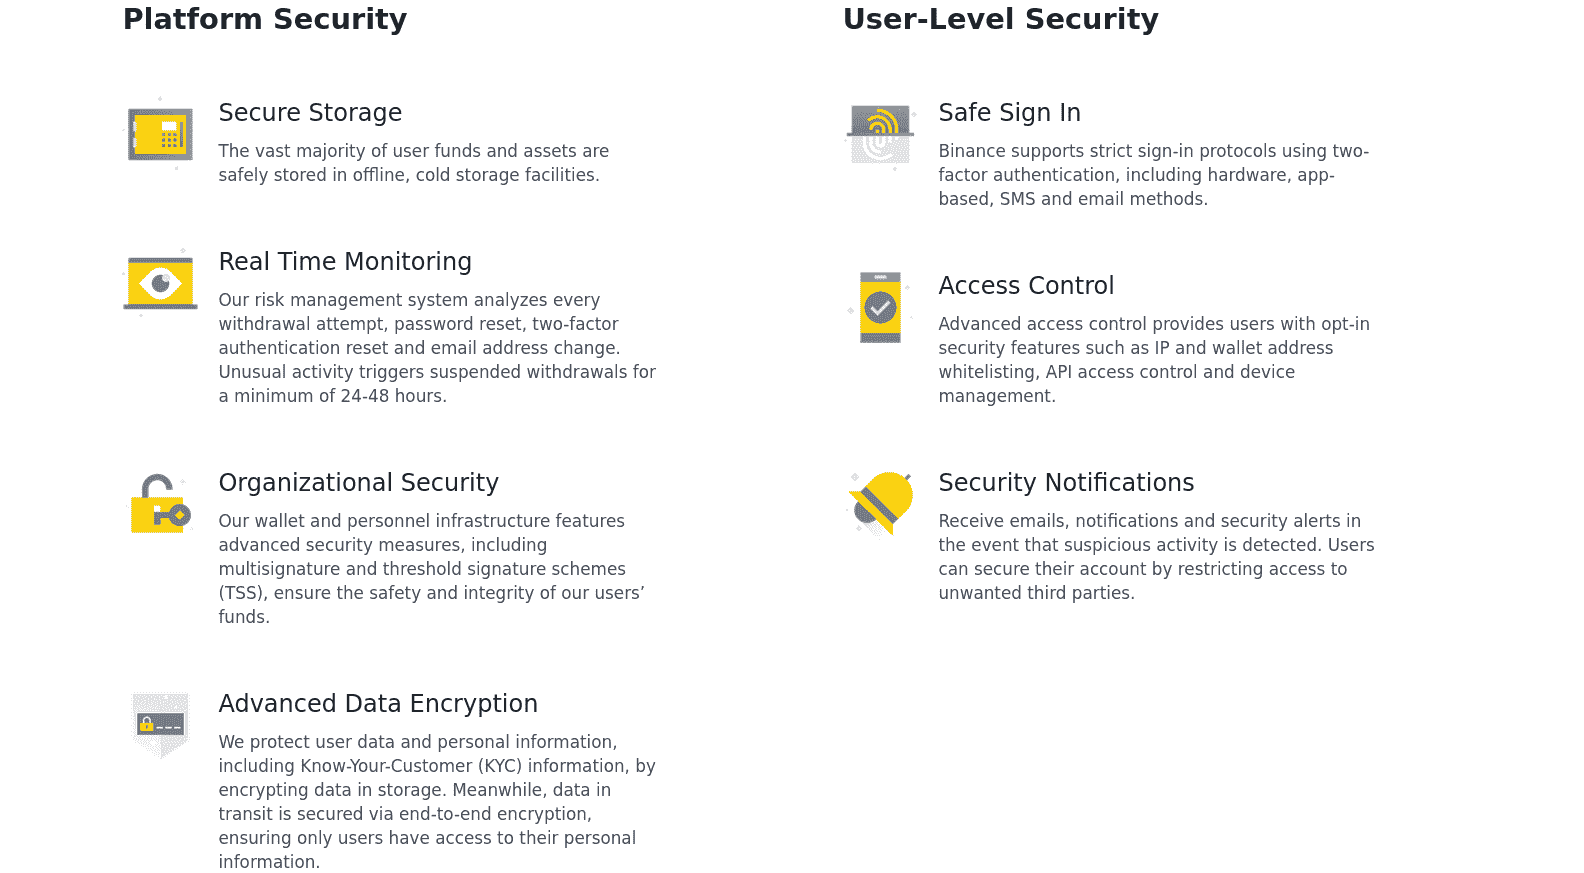 Platform Security
Secure Storage
The vast majority of user funds and assets are
safely stored in offline, cold storage facilities.
Real Time Monitoring
Our risk management system analyzes every
withdrawal attempt, password reset, two-factor
authentication reset and email address change.
Unusual activity triggers suspended withdrawals for
a minimum of 24-48 hours.
Organizational Security
Our wallet and personnel infrastructure features
advanced security measures, including
multisignature and threshold signature schemes
(TSS), ensure the safety and integrity of our users’
funds.
Advanced Data Encryption
We protect user data and personal information,
including Know-Your-Customer (KYC) information, by
encrypting data in storage. Meanwhile, data in
transit is secured via end-to-end encryption,
ensuring only users have access to their personal
information.
User-Level Security
Safe Sign In
Binance supports strict sign-in protocols using two-
factor authentication, including hardware, app-
based, SMS and email methods.
Access Control
Advanced access control provides users with opt-in
security features such as IP and wallet address
whitelisting, API access control and device
management.
Security Notifications
Receive emails, notifications and security alerts in
the event that suspicious activity is detected. Users
can secure their account by restricting access to
unwanted third parties.